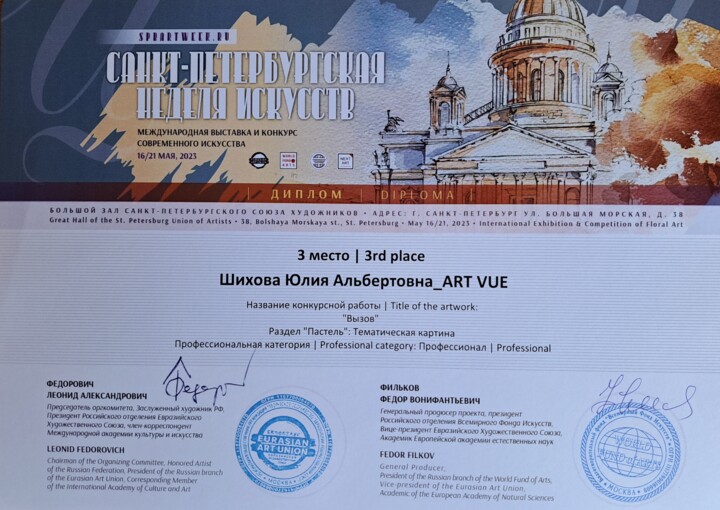 SPBARTWEEK.RU
САНКТ-ПЕТЕРБУРГСКАЯ
НЕДЕЛЯ ИСКУССТВ
МЕЖДУНАРОДНАЯ ВЫСТАВКА И КОНКУРС
СОВРЕМЕННОГО ИСКУССТВА
16/21 МАЯ, 2023
| ДИПЛОМ | DIPLOMA |
БОЛЬШОЙ ЗАЛ САНКТ-ПЕТЕРБУРГСКОГО СОЮЗА ХУДОЖНИКОВ • АДРЕС: Г. САНКТ-ПЕТЕРБУРГ УЛ. БОЛЬШАЯ МОРСКАЯ, Д. 38
Great Hall of the St. Petersburg Union of Artists • 38, Bolshaya Morskaya st., St. Petersburg • May 16/21, 2023 • International Exhibition & Competition of Floral Art
3 место | 3rd place
Шихова Юлия Альбертовна_ART VUE
Название конкурсной работы | Title of the artwork:
"Вызов"
Раздел "Пастель": Тематическая картина
Профессиональная категория | Professional category: Профессионал | Professional
ФЕДОРОВИЧ
ЛЕОНИД АЛЕКСАНДРОВИЧ
Председатель оргкомитета, Заслуженный художник РФ,
Президент Российского отделения Евразийского
Художественного Союза, член-корреспондент
Международной академии культуры и искусства
LEONID FEDOROVICH
Chairman of the Organizing Committee, Honored Artist
of the Russian Federation, President of the Russian branch
of the Eurasian Art Union, Corresponding Member
of the International Academy of Culture and Art
EURASIAN
ART UNION
МОСКВА
ФИЛЬКОВ
ФЕДОР ВОНИФАНТЬЕВИЧ
Генеральный продюсер проекта, президент
Российского отделения Всемирного Фонда Искусств,
Вице-президент Евразийского Художественного Союза,
Академик Европейской академии естественных наук
FEDOR FILKOV
General Producer,
President of the Russian branch of the World Fund of Arts,
Vice-president of Eurasian Art Union,
Academic of the European Academy of Natural Sciences
МОСКВА